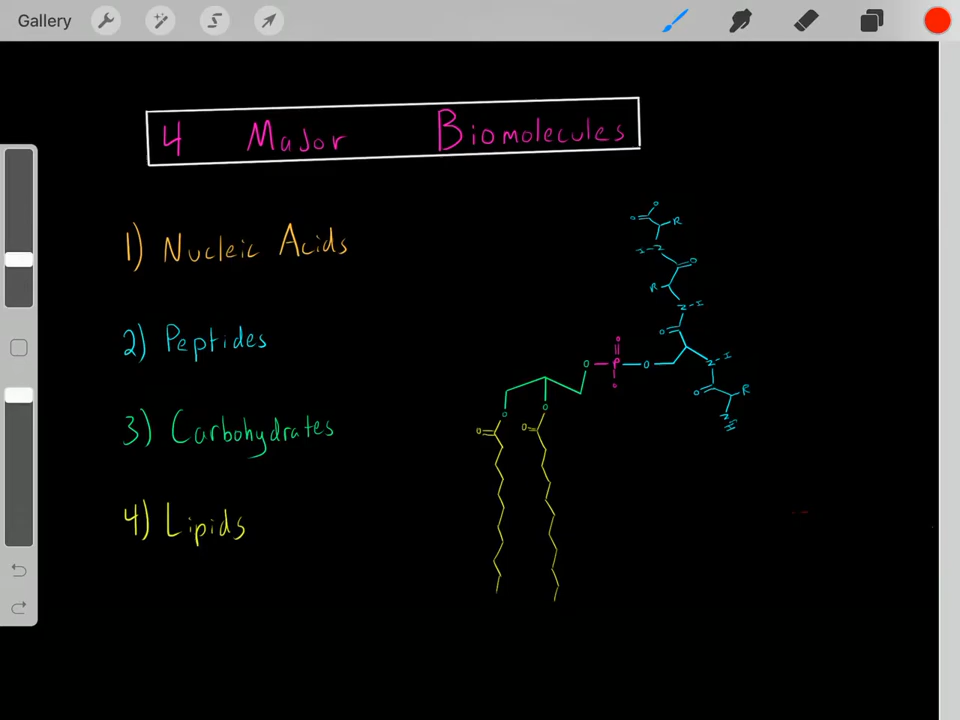 Gallery
4 Major Biomolecules
1) Nucleic Acids
2) Peptides
3) Carbohydrates
4) Lipids
O
O R
N-H
O
R
N-H
O
O
O P O N-H
O
O R
O
N
H
O O
O O